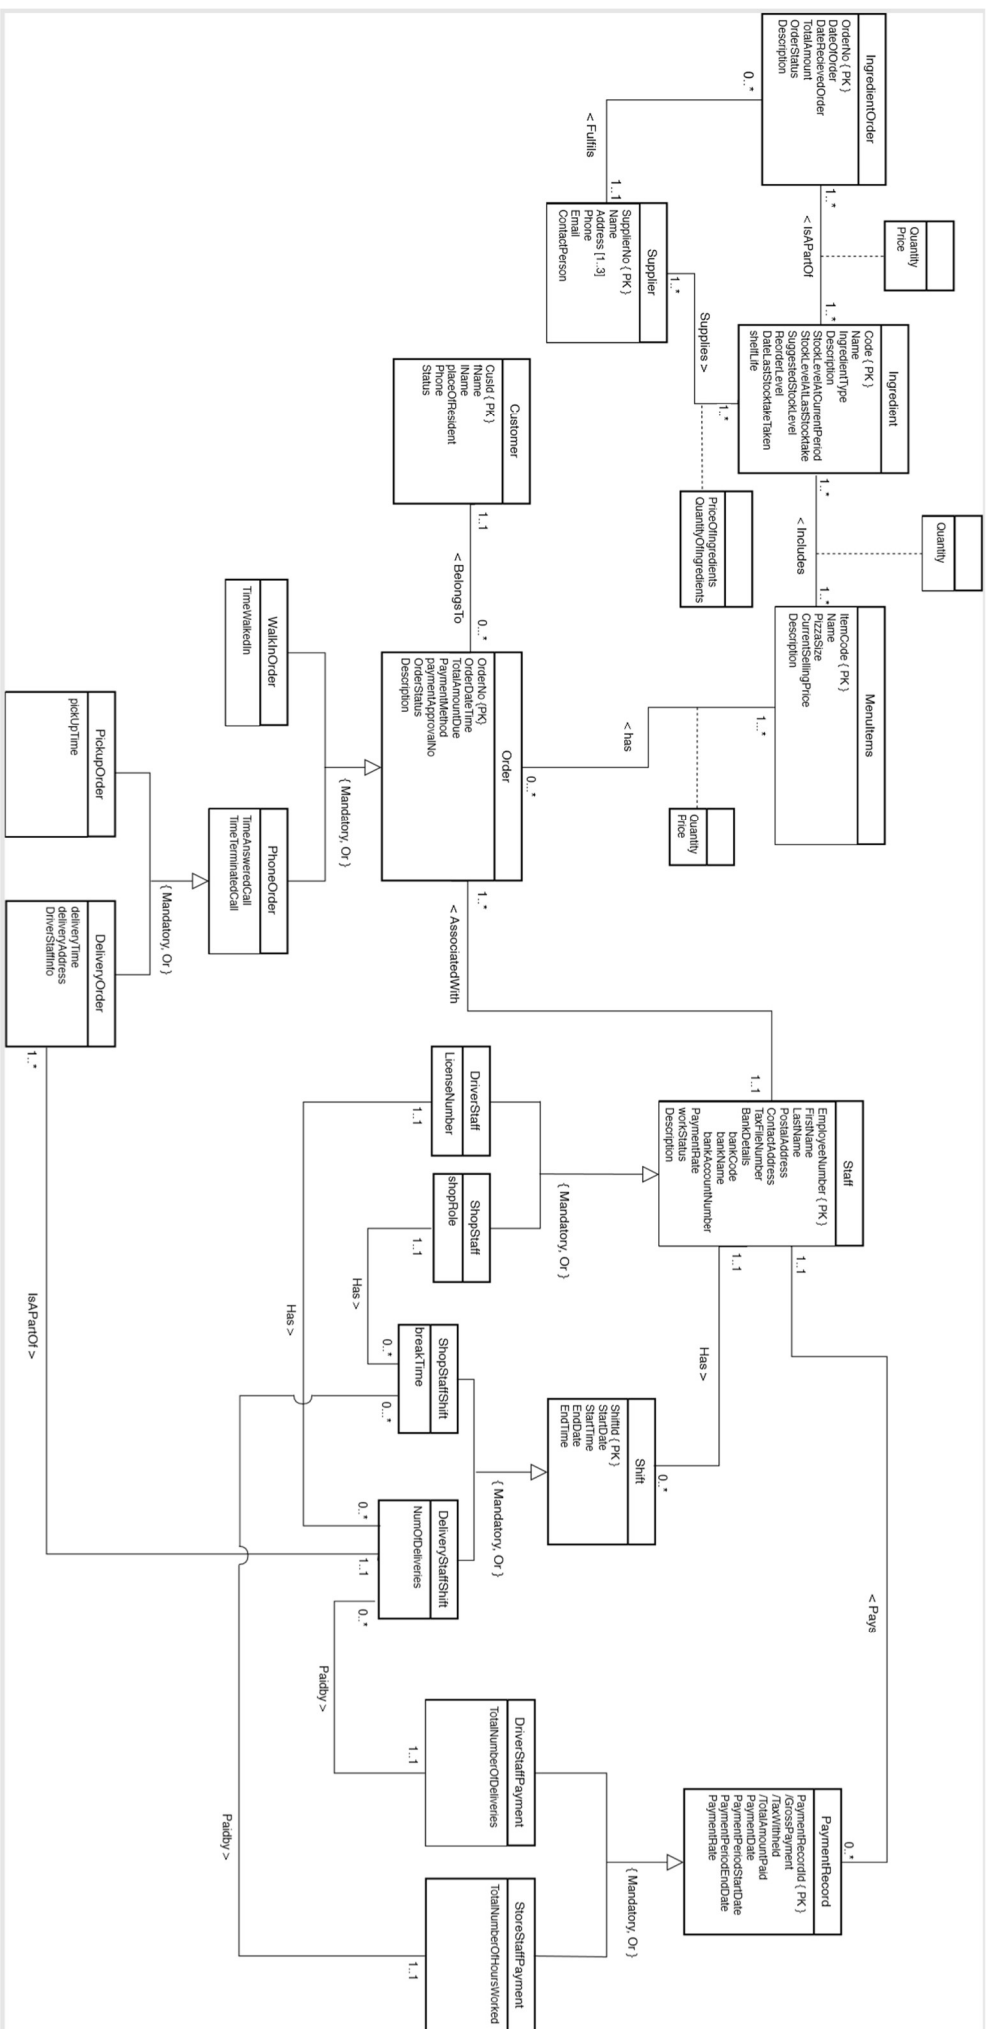 IngredientOrder
OrderNo { PK }
DateOfOrder
DateRecievedOrder
TotalAmount
OrderStatus
Description
0..*
1..*
< Fulfils
1..1
< IsAPartOf
Quantity
Price
1..*
Supplier
SupplierNo { PK }
Name
Address [1..3]
Phone
Email
ContactPerson
1..*
Supplies >
1..*
Ingredient
Code { PK }
Name
IngredientType
Description
StockLevelAtCurrentPeriod
StockLevelAtLastStocktake
SuggestedStockLevel
ReorderLevel
DateLastStocktakeTaken
shelfLife
PriceOfIngredients
QuantityOfIngredients
1..*
< Includes
Quantity
1..*
MenuItems
ItemCode { PK }
Name
PizzaSize
CurrentSellingPrice
Description
1...*
< has
Quantity
Price
0...*
Customer
CusId { PK }
fName
lName
placeOfResident
Phone
Status
1..1
< BelongsTo
0...*
Order
OrderNo {PK}
OrderDateTime
TotalAmountDue
PaymentMethod
paymentApprovalNo
OrderStatus
Description
{ Mandatory, Or }
WalkInOrder
TimeWalkedIn
PhoneOrder
TimeAnsweredCall
TimeTerminatedCall
{ Mandatory, Or }
PickupOrder
pickUpTime
DeliveryOrder
deliveryTime
deliveryAddress
DriverStaffInfo
1..*
IsAPartOf >
1..*
< AssociatedWith
1..1
Staff
EmployeeNumber { PK }
FirstName
LastName
PostalAddress
ContactAddress
TaxFileNumber
BankDetails
bankCode
bankName
bankAccountNumber
PaymentRate
workStatus
Description
1..1
1..1
{ Mandatory, Or }
DriverStaff
LicenseNumber
1..1
ShopStaff
shopRole
1..1
Has >
Has >
Has >
0..*
Shift
ShiftId { PK }
StartDate
StartTime
EndDate
EndTime
{ Mandatory, Or }
ShopStaffShift
breakTime
0..*
0...*
DeliveryStaffShift
NumOfDeliveries
0..*
1..1
0..*
< Pays
Paidby >
Paidby >
0..*
PaymentRecord
PaymentRecordId { PK }
/GrossPayment
/TaxWithheld
/TotalAmountPaid
PaymentDate
PaymentPeriodStartDate
PaymentPeriodEndDate
PaymentRate
{ Mandatory, Or }
DriverStaffPayment
TotalNumberOfDeliveries
1..1
StoreStaffPayment
TotalNumberOfHoursWorked
1..1